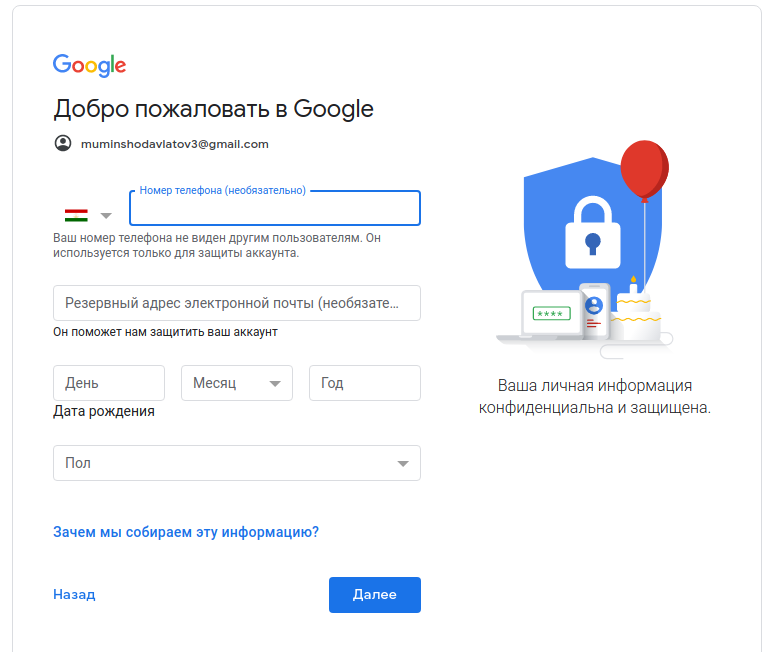 Google
Добро пожаловать в Google
muminshodavlatov3@gmail.com
Номер телефона (необязательно)
Ваш номер телефона не виден другим пользователям. Он
используется только для защиты аккаунта.
Резервный адрес электронной почты (необязате...
Он поможет нам защитить ваш аккаунт
День Месяц Год
Дата рождения
Пол
Зачем мы собираем эту информацию?
Назад Далее
****
Ваша личная информация
конфиденциальна и защищена.